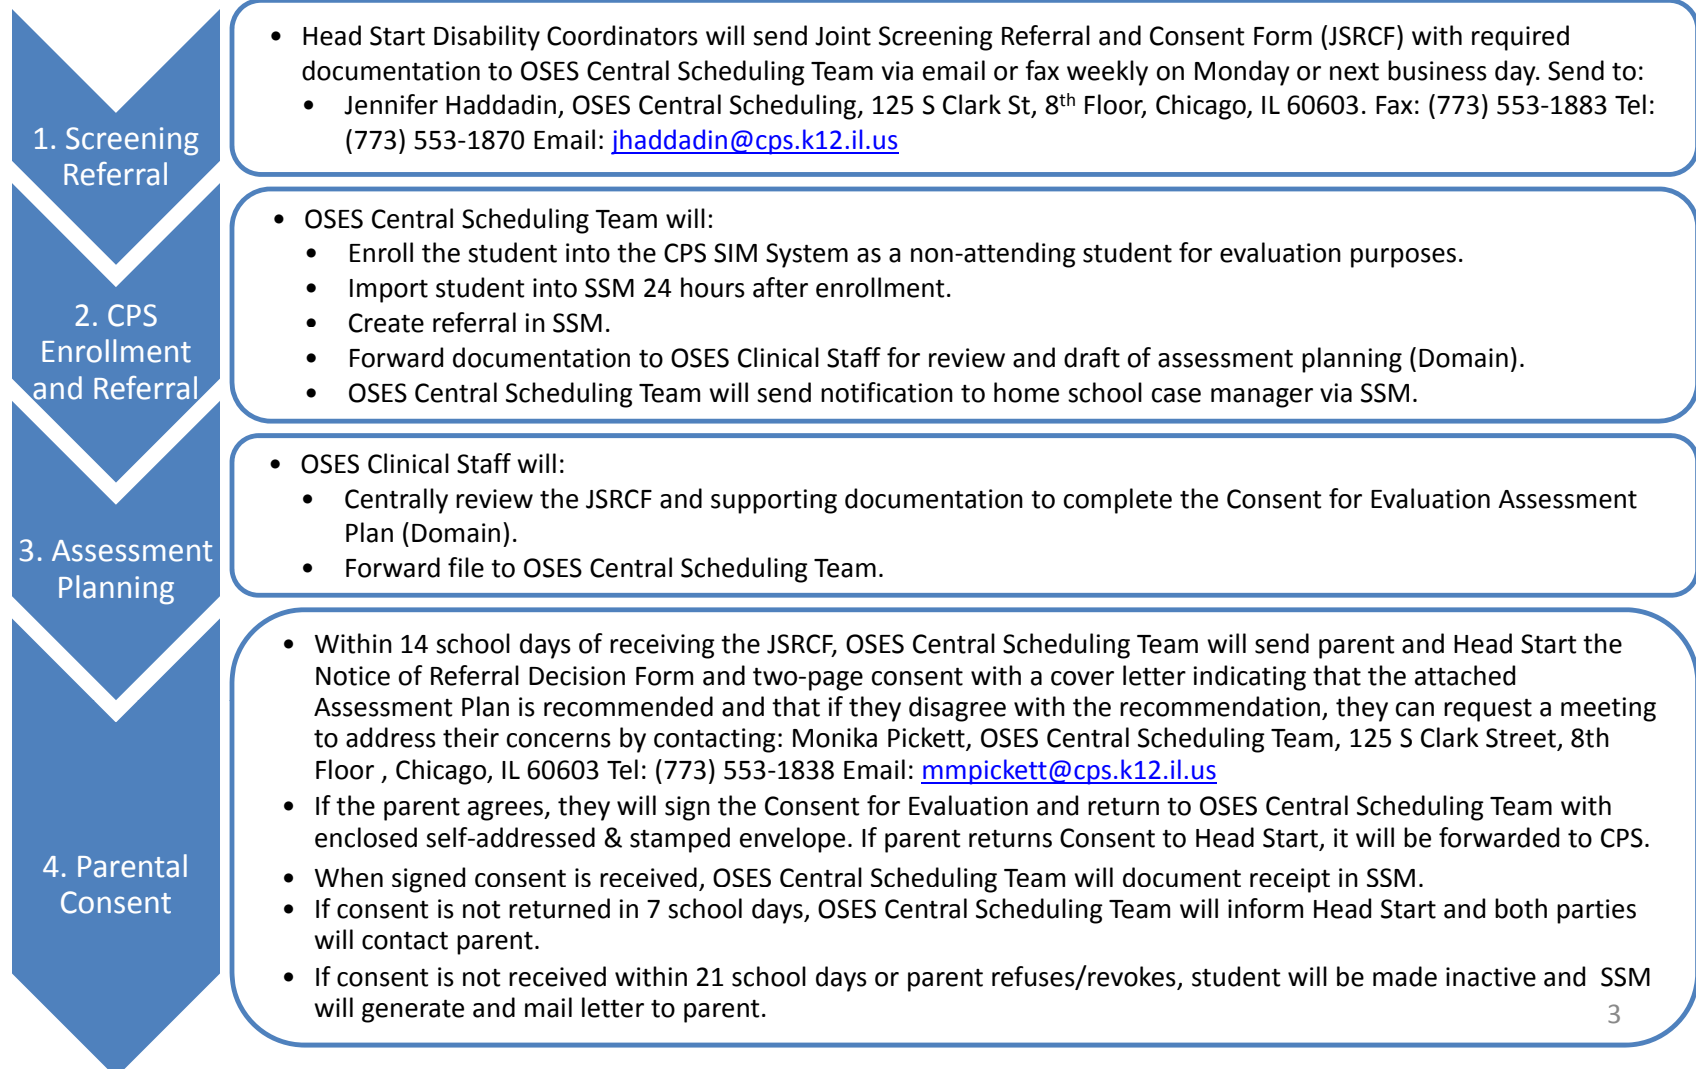 1. Screening
Referral
• Head Start Disability Coordinators will send Joint Screening Referral and Consent Form (JSRCF) with required
documentation to OSES Central Scheduling Team via email or fax weekly on Monday or next business day. Send to:
• Jennifer Haddadin, OSES Central Scheduling, 125 S Clark St, 8th Floor, Chicago, IL 60603. Fax: (773) 553-1883 Tel:
(773) 553-1870 Email: jhaddadin@cps.k12.il.us
2. CPS
Enrollment
and Referral
• OSES Central Scheduling Team will:
• Enroll the student into the CPS SIM System as a non-attending student for evaluation purposes.
• Import student into SSM 24 hours after enrollment.
• Create referral in SSM.
• Forward documentation to OSES Clinical Staff for review and draft of assessment planning (Domain).
• OSES Central Scheduling Team will send notification to home school case manager via SSM.
3. Assessment
Planning
• OSES Clinical Staff will:
• Centrally review the JSRCF and supporting documentation to complete the Consent for Evaluation Assessment
Plan (Domain).
• Forward file to OSES Central Scheduling Team.
4. Parental
Consent
• Within 14 school days of receiving the JSRCF, OSES Central Scheduling Team will send parent and Head Start the
Notice of Referral Decision Form and two-page consent with a cover letter indicating that the attached
Assessment Plan is recommended and that if they disagree with the recommendation, they can request a meeting
to address their concerns by contacting: Monika Pickett, OSES Central Scheduling Team, 125 S Clark Street, 8th
Floor , Chicago, IL 60603 Tel: (773) 553-1838 Email: mmpickett@cps.k12.il.us
• If the parent agrees, they will sign the Consent for Evaluation and return to OSES Central Scheduling Team with
enclosed self-addressed & stamped envelope. If parent returns Consent to Head Start, it will be forwarded to CPS.
• When signed consent is received, OSES Central Scheduling Team will document receipt in SSM.
• If consent is not returned in 7 school days, OSES Central Scheduling Team will inform Head Start and both parties
will contact parent.
• If consent is not received within 21 school days or parent refuses/revokes, student will be made inactive and SSM
will generate and mail letter to parent.
3